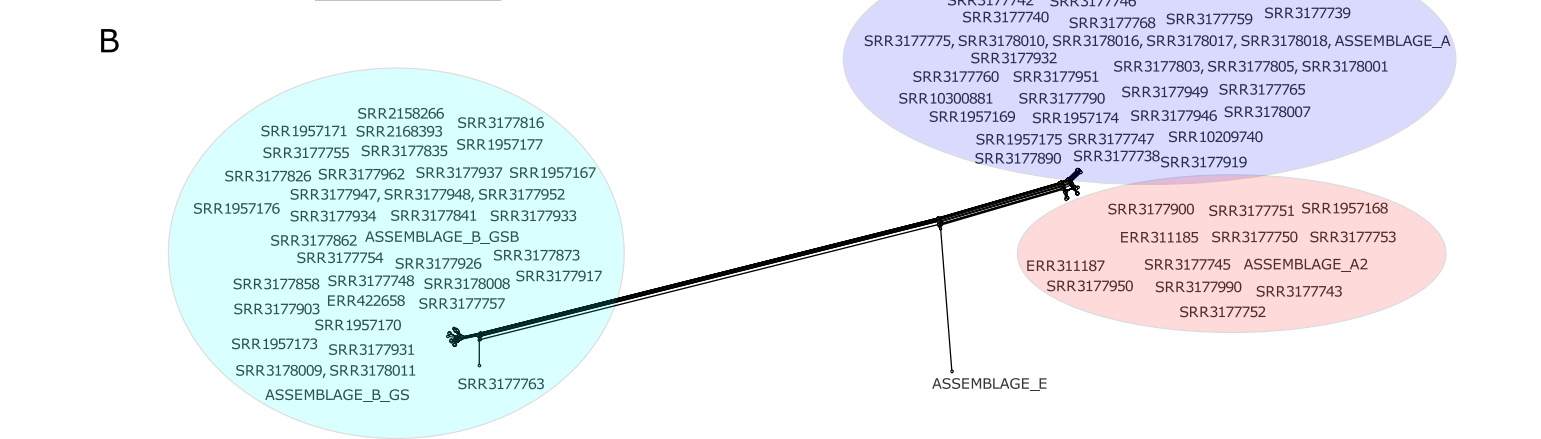 SRR3177742 SRR3177746
SRR3177740 SRR3177768 SRR3177759 SRR3177739
SRR3177775, SRR3178010, SRR3178016, SRR3178017, SRR3178018, ASSEMBLAGE_A
SRR3177932
SRR3177803, SRR3177805, SRR3178001
SRR3177760 SRR3177951
SRR3177949 SRR3177765
SRR10300881 SRR3177790
SRR1957169 SRR1957174 SRR3177946 SRR3178007
SRR1957175 SRR3177747 SRR10209740
SRR3177890 SRR3177738 SRR3177919
B
SRR2158266
SRR1957171 SRR2168393 SRR3177816
SRR3177755 SRR3177835 SRR1957177
SRR3177826 SRR3177962 SRR3177937 SRR1957167
SRR3177947, SRR3177948, SRR3177952
SRR1957176 SRR3177934 SRR3177841 SRR3177933
SRR3177862 ASSEMBLAGE_B_GSB
SRR3177754 SRR3177926 SRR3177873
SRR3177858 SRR3177748 SRR3178008 SRR3177917
SRR3177903 ERR422658 SRR3177757
SRR1957170
SRR1957173 SRR3177931
SRR3178009, SRR3178011
ASSEMBLAGE_B_GS
SRR3177763
ASSEMBLAGE_E
SRR3177900 SRR3177751 SRR1957168
ERR311185 SRR3177750 SRR3177753
ERR311187 SRR3177745 ASSEMBLAGE_A2
SRR3177950 SRR3177990 SRR3177743
SRR3177752